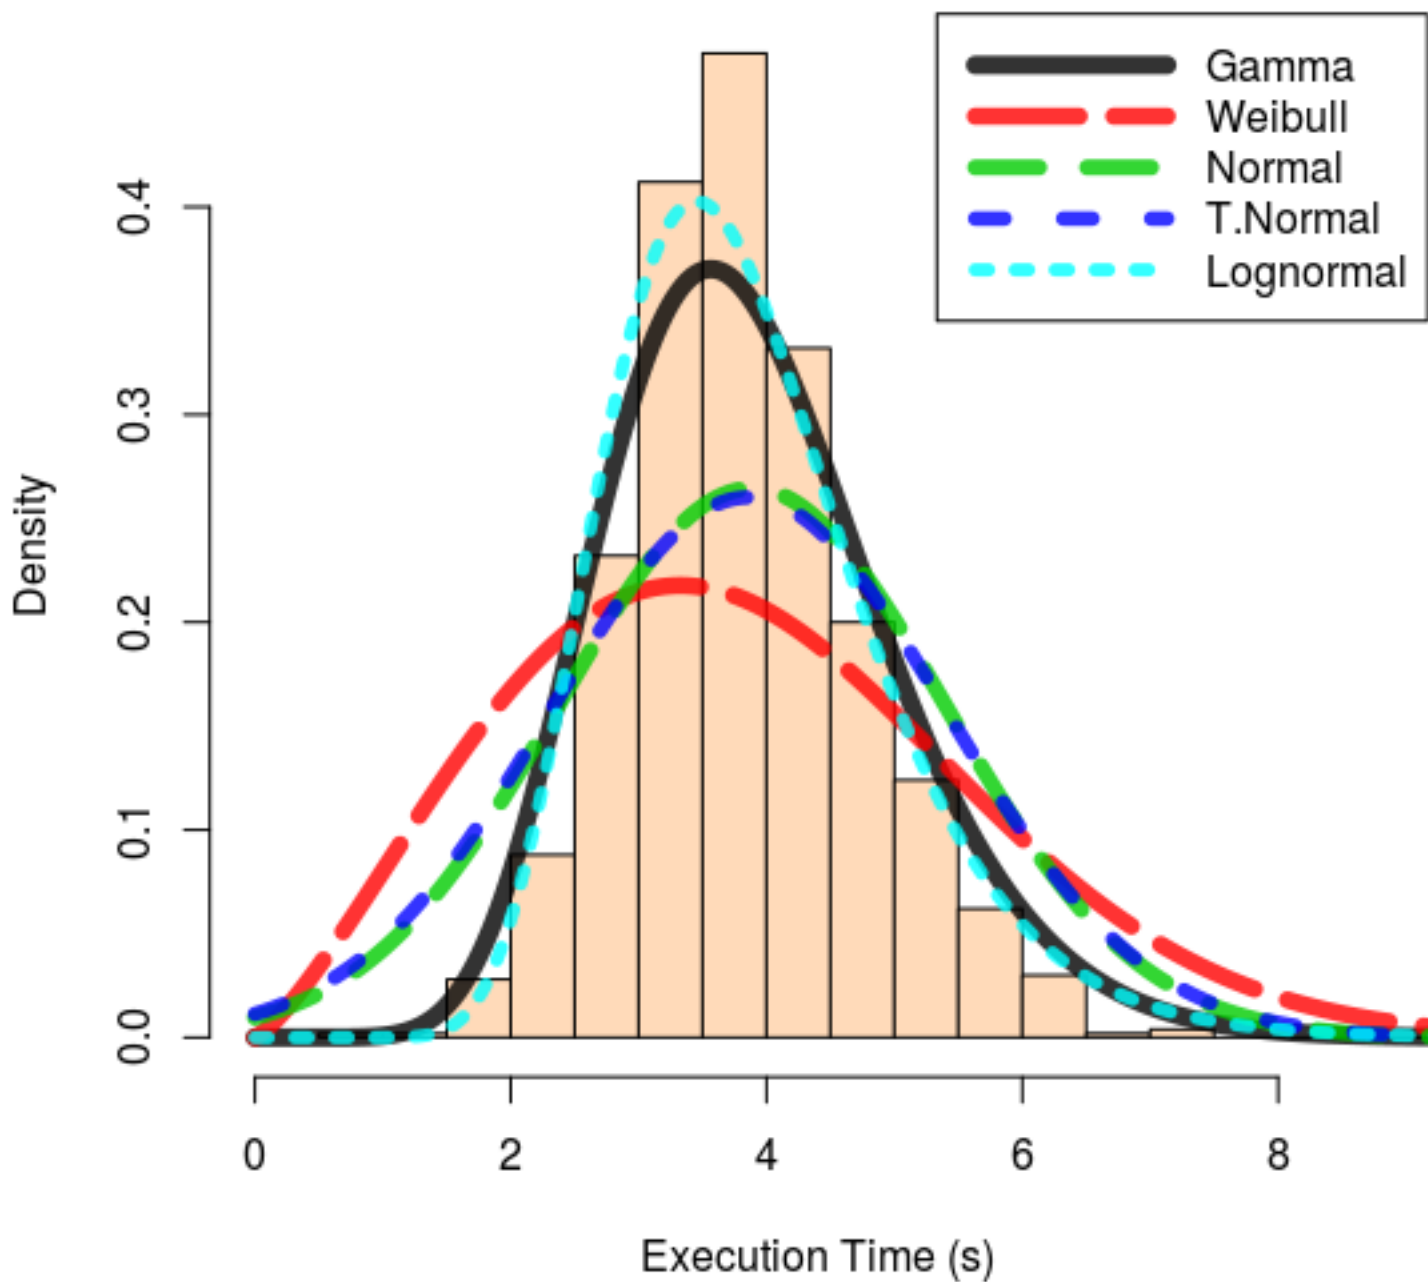 Gamma
Weibull
Normal
T.Normal
Lognormal
Density
0.4
0.3
0.2
0.1
0.0
0 2 4 6 8
Execution Time (s)